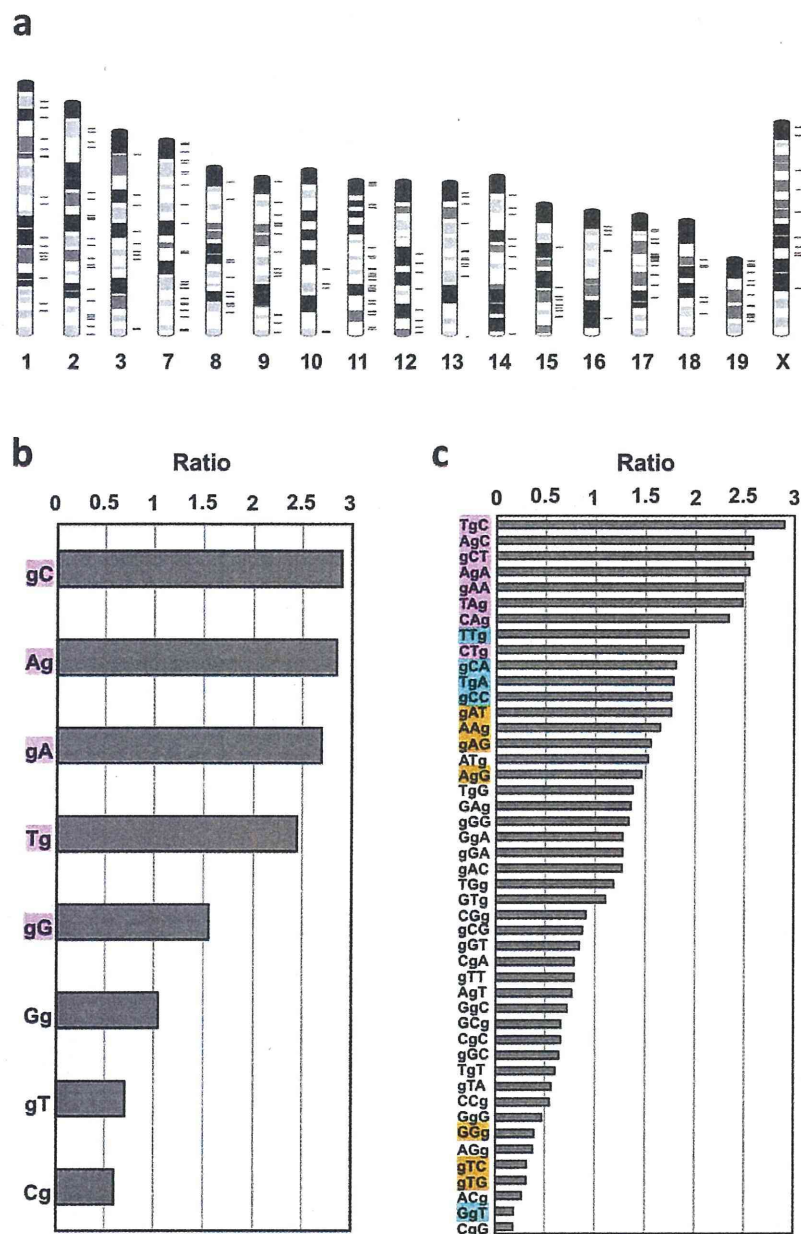 a
1 2 3 7 8 9 10 11 12 13 14 15 16 17 18 19 X
b
Ratio
0 0.5 1 1.5 2 2.5 3
gC
Ag
gA
Tg
gG
Gg
gT
Cg
c
Ratio
0 0.5 1 1.5 2 2.5 3
TgC
AgC
gCT
AgA
gAA
TAg
CAg
TTg
CTg
gCA
TgA
gCC
gAT
AAg
gAG
ATg
AgG
TgG
GAg
gGG
GgA
gGA
gAC
TGg
GTg
CGg
gCG
gGT
CgA
gTT
AgT
GgC
GCg
CgC
gGC
TgT
gTA
CCg
GgG
GGg
AGg
gTC
gTG
ACg
GgT
CgG